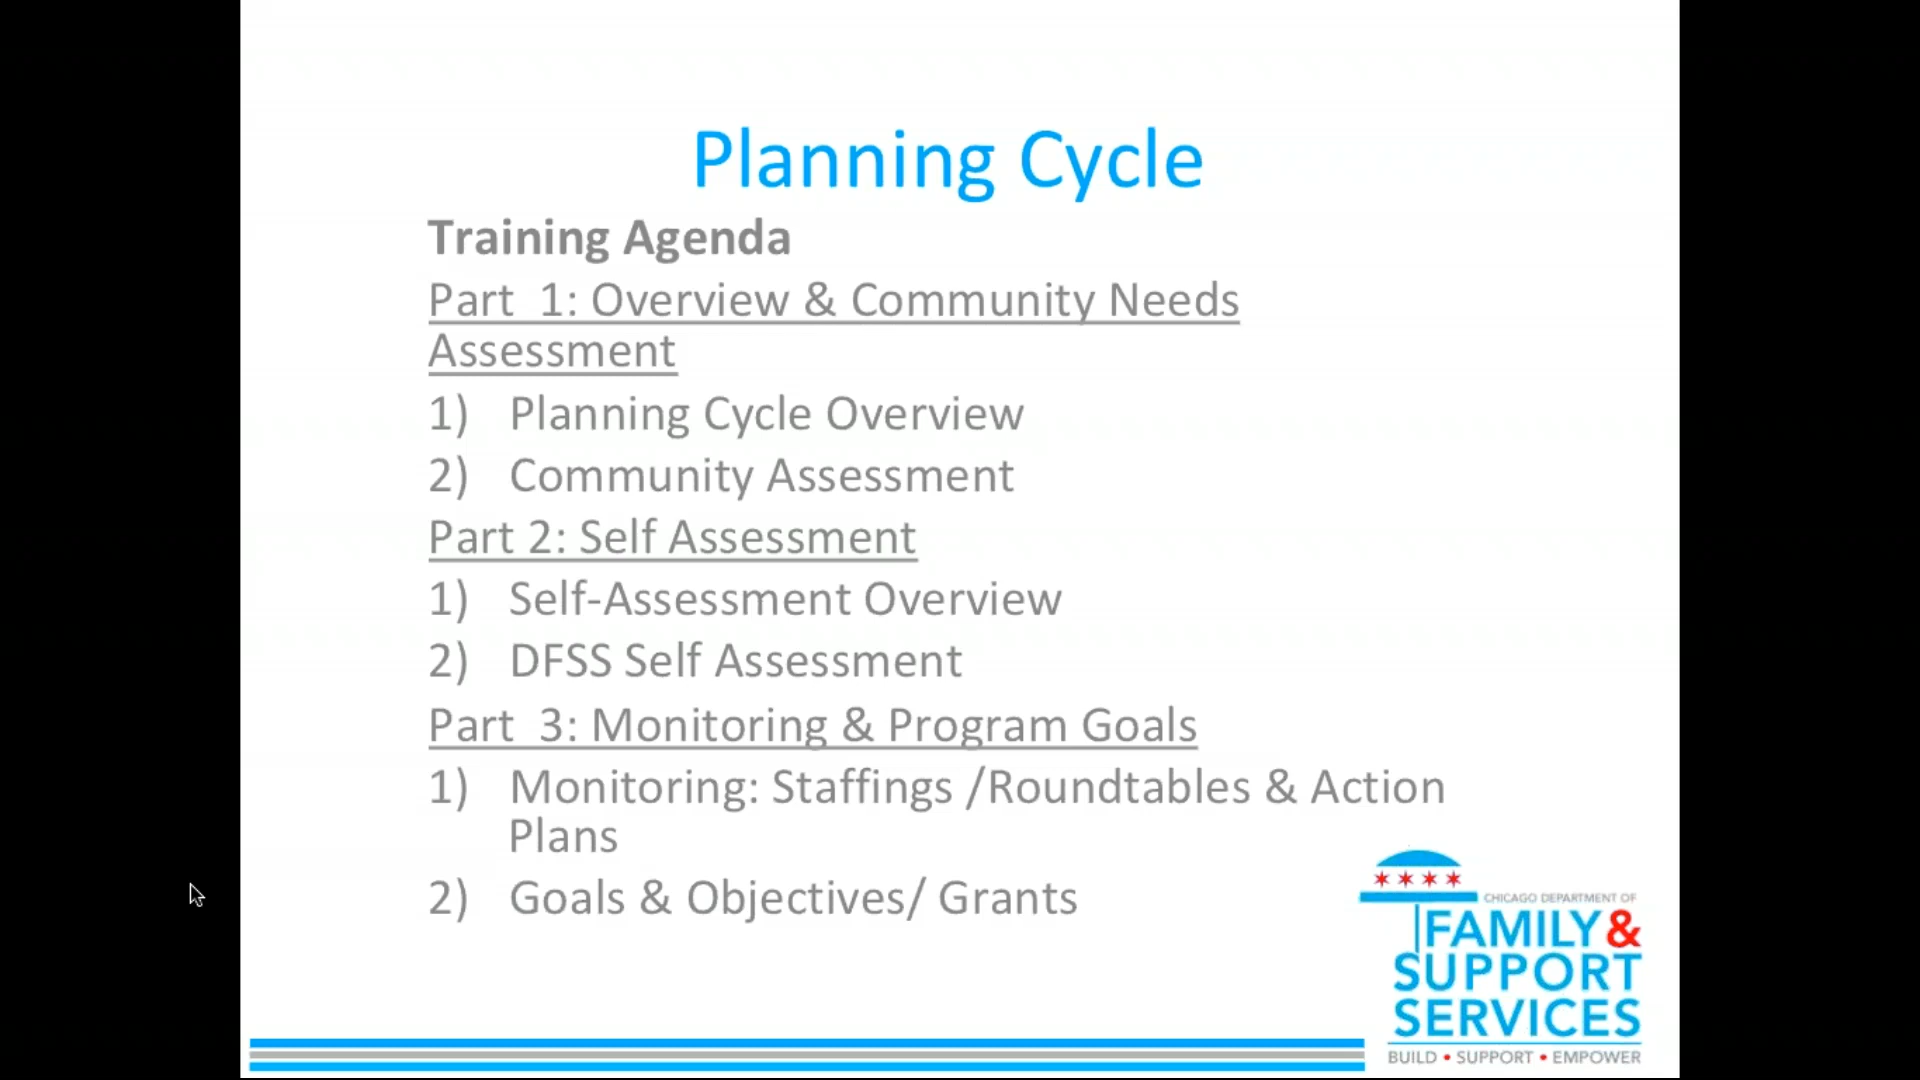 Planning Cycle
Training Agenda
Part 1: Overview & Community Needs
Assessment
1) Planning Cycle Overview
2) Community Assessment
Part 2: Self Assessment
1) Self-Assessment Overview
2) DFSS Self Assessment
Part 3: Monitoring & Program Goals
1) Monitoring: Staffings /Roundtables & Action
Plans
2) Goals & Objectives/ Grants
CHICAGO DEPARTMENT OF
FAMILY&
SUPPORT
SERVICES
BUILD • SUPPORT • EMPOWER